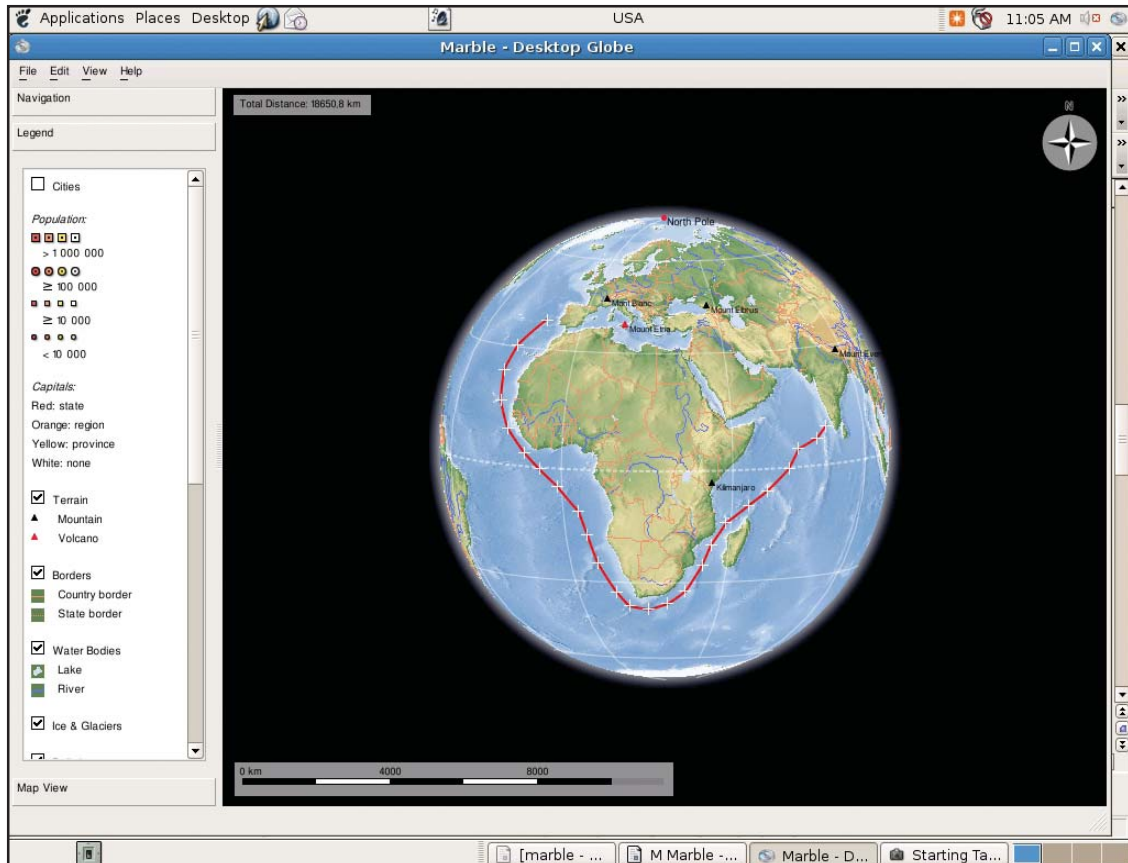 Applications Places Desktop USA 11:05 AM
Marble - Desktop Globe
File Edit View Help
Navigation
Legend
Cities
Population:
> 1 000 000
≥ 100 000
≥ 10 000
< 10 000
Capitals:
Red: state
Orange: region
Yellow: province
White: none
Terrain
Mountain
Volcano
Borders
Country border
State border
Water Bodies
Lake
River
Ice & Glaciers
Map View
Total Distance: 18650,8 km
N
North Pole
Mont Blanc
Mount Elbrus
Mount Etna
Mount Eve
Kilimanjaro
0 km 4000 8000
[marble - ... M Marble -... Marble - D... Starting Ta...